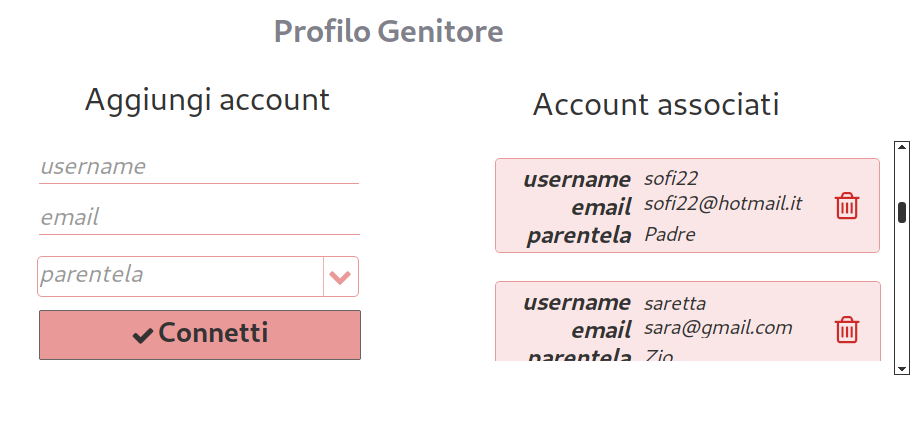 Profilo Genitore
Aggiungi account
username
email
parentela
Connetti
Account associati
username sofi22
email sofi22@hotmail.it
parentela Padre
username saretta
email sara@gmail.com
parentela Zio